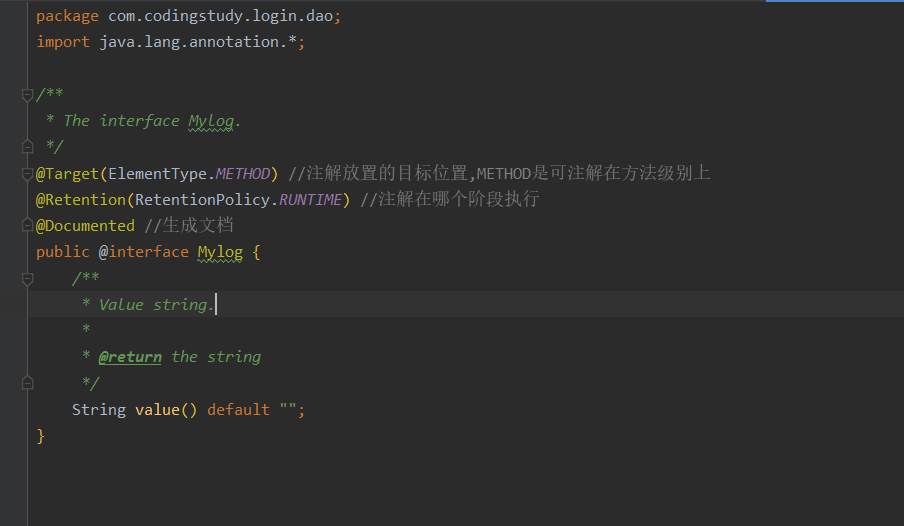 package com.codingstudy.login.dao;
import java.lang.annotation.*;
/**
 * The interface Mylog.
 */
@Target(ElementType.METHOD) //注解放置的目标位置,METHOD是可注解在方法级别上
@Retention(RetentionPolicy.RUNTIME) //注解在哪个阶段执行
@Documented //生成文档
public @interface Mylog {
    /**
     * Value string.
     *
     * @return the string
     */
    String value() default "";
}